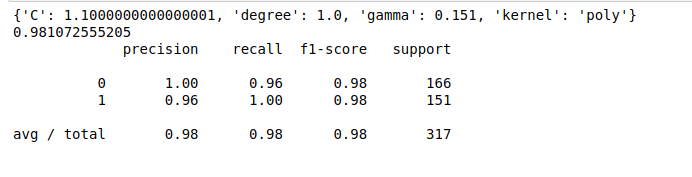 {'C': 1.1000000000000001, 'degree': 1.0, 'gamma': 0.151, 'kernel': 'poly'}
0.981072555205
precision recall f1-score support
0 1.00 0.96 0.98 166
1 0.96 1.00 0.98 151
avg / total 0.98 0.98 0.98 317